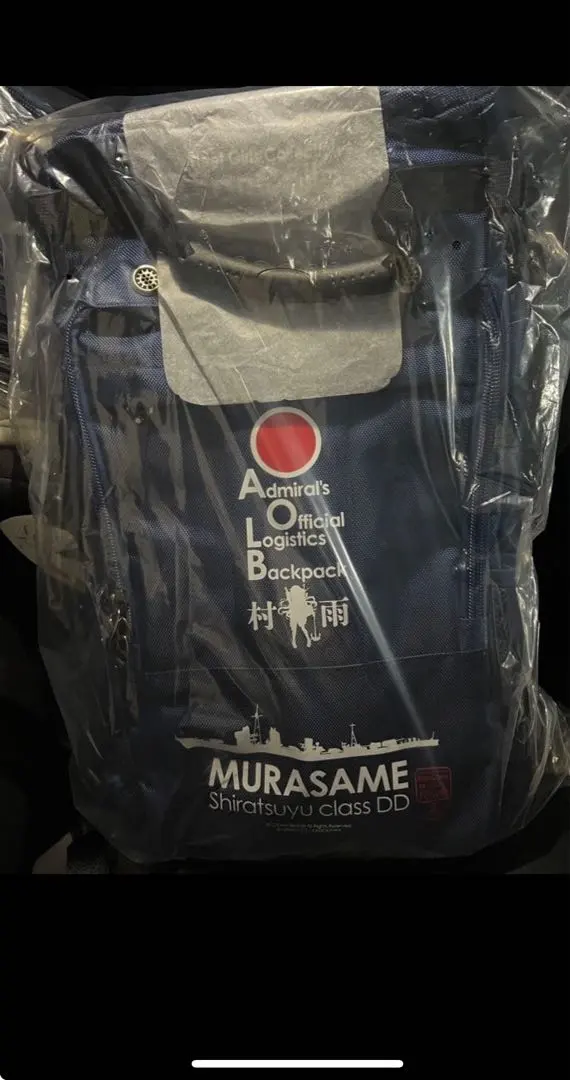 Admiral's
Official
Logistics
Backpack
村雨
MURASAME
Shiratsuyu class DD